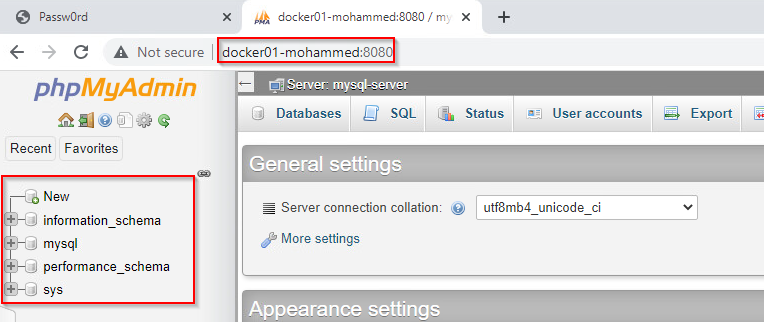 Passw0rd
docker01-mohammed:8080 / my
PMA
Not secure
docker01-mohammed:8080
phpMyAdmin
Recent
Favorites
New
information_schema
mysql
performance_schema
sys
Server: mysql-server
Databases
SQL
Status
User accounts
Export
General settings
Server connection collation:
utf8mb4_unicode_ci
More settings
Appearance settings